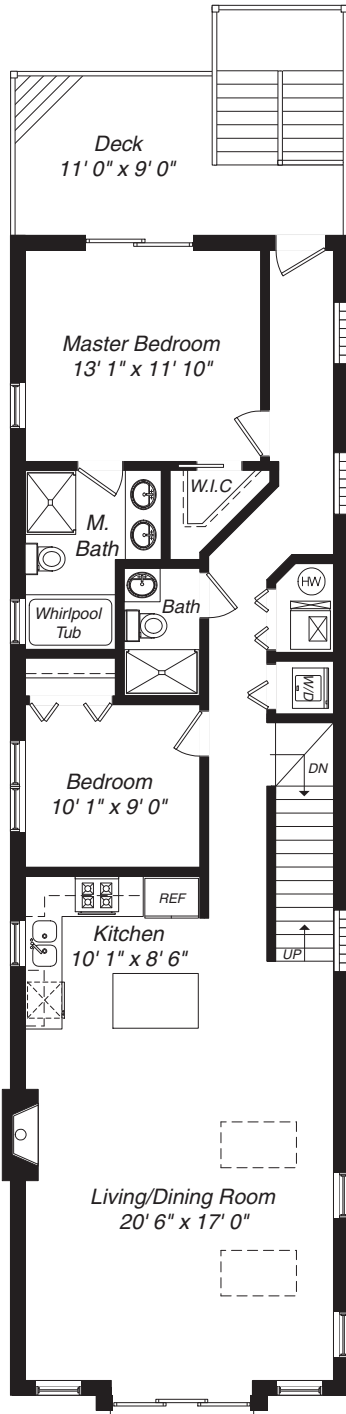 Deck
11' 0" x 9' 0"
Master Bedroom
13' 1" x 11' 10"
W.I.C
M.
Bath
HW
Bath
Whirlpool
Tub
W/D
DN
Bedroom
10' 1" x 9' 0"
REF
Kitchen
10' 1" x 8' 6"
UP
Living/Dining Room
20' 6" x 17' 0"